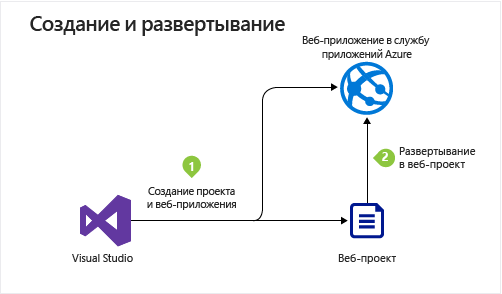 Создание и развертывание
Веб-приложение в службу
приложений Azure
1
Создание проекта
и веб-приложения
2
Развертывание
в веб-проект
Visual Studio
Веб-проект